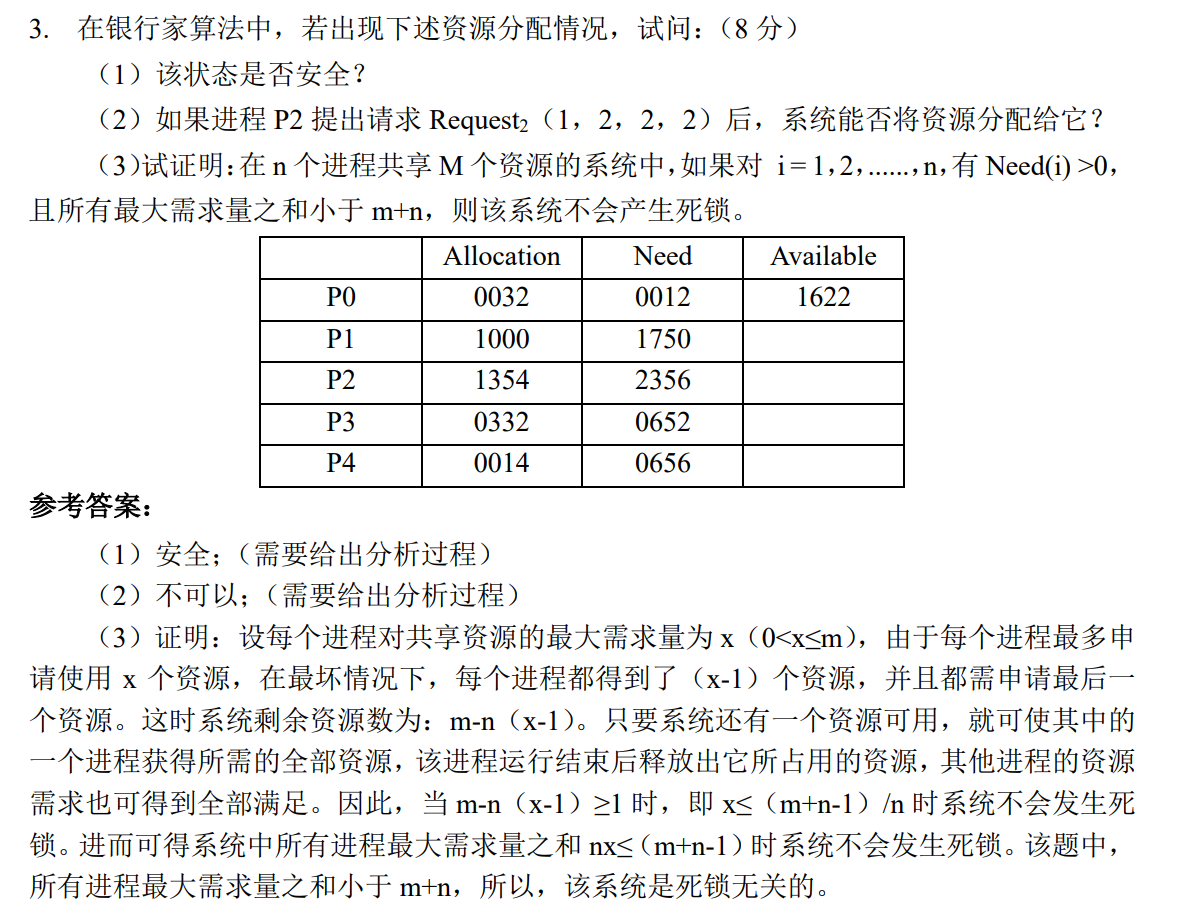 3. 在银行家算法中，若出现下述资源分配情况，试问：（8 分）
（1）该状态是否安全？
（2）如果进程 P2 提出请求 Request2（1，2，2，2）后，系统能否将资源分配给它？
（3）试证明：在 n 个进程共享 M 个资源的系统中，如果对 i＝1，2，......，n，有 Need(i) >0，
且所有最大需求量之和小于 m+n，则该系统不会产生死锁。
Allocation Need Available
P0 0032 0012 1622
P1 1000 1750
P2 1354 2356
P3 0332 0652
P4 0014 0656
参考答案：
（1）安全；（需要给出分析过程）
（2）不可以；（需要给出分析过程）
（3）证明：设每个进程对共享资源的最大需求量为 x（0<x≤m），由于每个进程最多申
请使用 x 个资源，在最坏情况下，每个进程都得到了（x-1）个资源，并且都需申请最后一
个资源。这时系统剩余资源数为：m-n（x-1）。只要系统还有一个资源可用，就可使其中的
一个进程获得所需的全部资源，该进程运行结束后释放出它所占用的资源，其他进程的资源
需求也可得到全部满足。因此，当 m-n（x-1）≥1 时，即 x≤（m+n-1）/n 时系统不会发生死
锁。进而可得系统中所有进程最大需求量之和 nx≤（m+n-1）时系统不会发生死锁。该题中，
所有进程最大需求量之和小于 m+n，所以，该系统是死锁无关的。